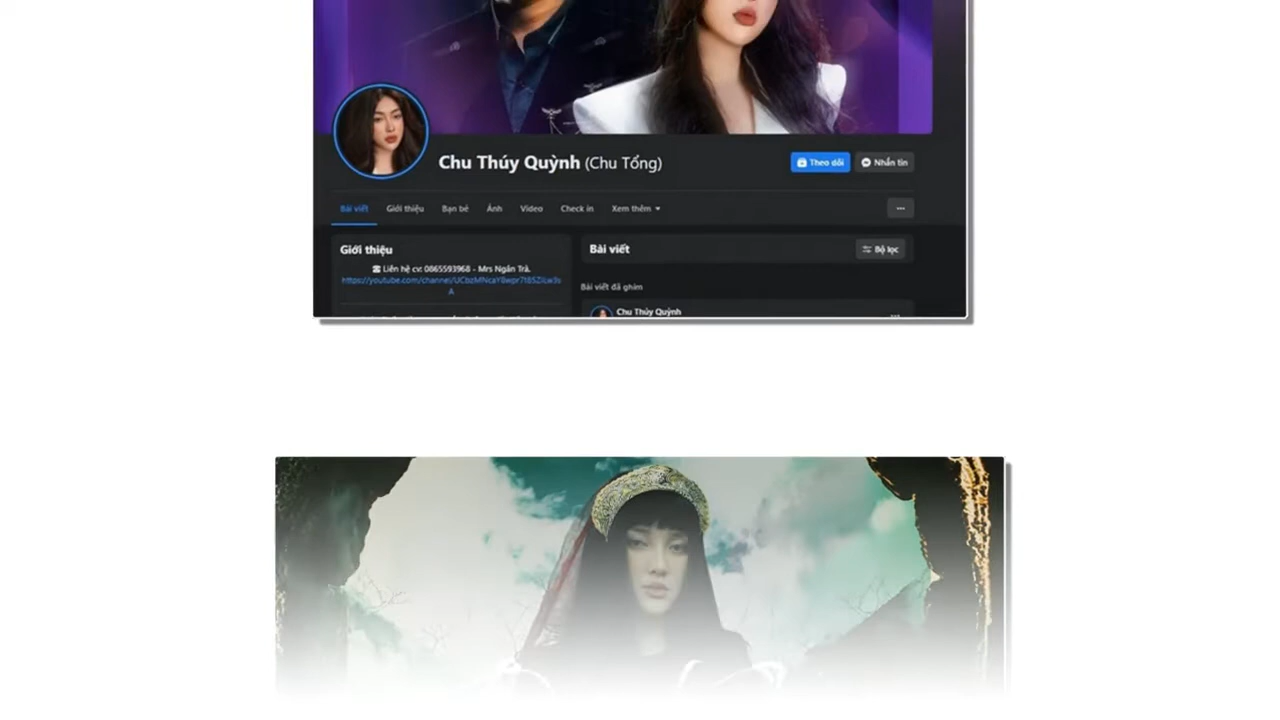 Chu Thúy Quỳnh (Chu Tổng)
Theo dõi
Nhắn tin
Bài viết
Giới thiệu
Bạn bè
Ảnh
Video
Check in
Xem thêm
Giới thiệu
Liên hệ cv: 0865593968 - Mrs Ngân Trà.
Bài viết
Bộ lọc
Bài viết đã ghim
Chu Thúy Quỳnh